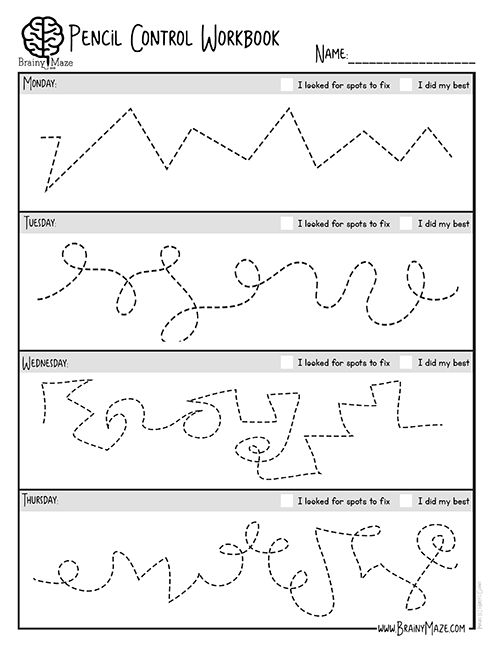 Pencil Control Workbook
Brainy Maze
Name:____________________
Monday: I looked for spots to fix I did my best
Tuesday: I looked for spots to fix I did my best
Wednesday: I looked for spots to fix I did my best
Thursday: I looked for spots to fix I did my best
www.BrainyMaze.com